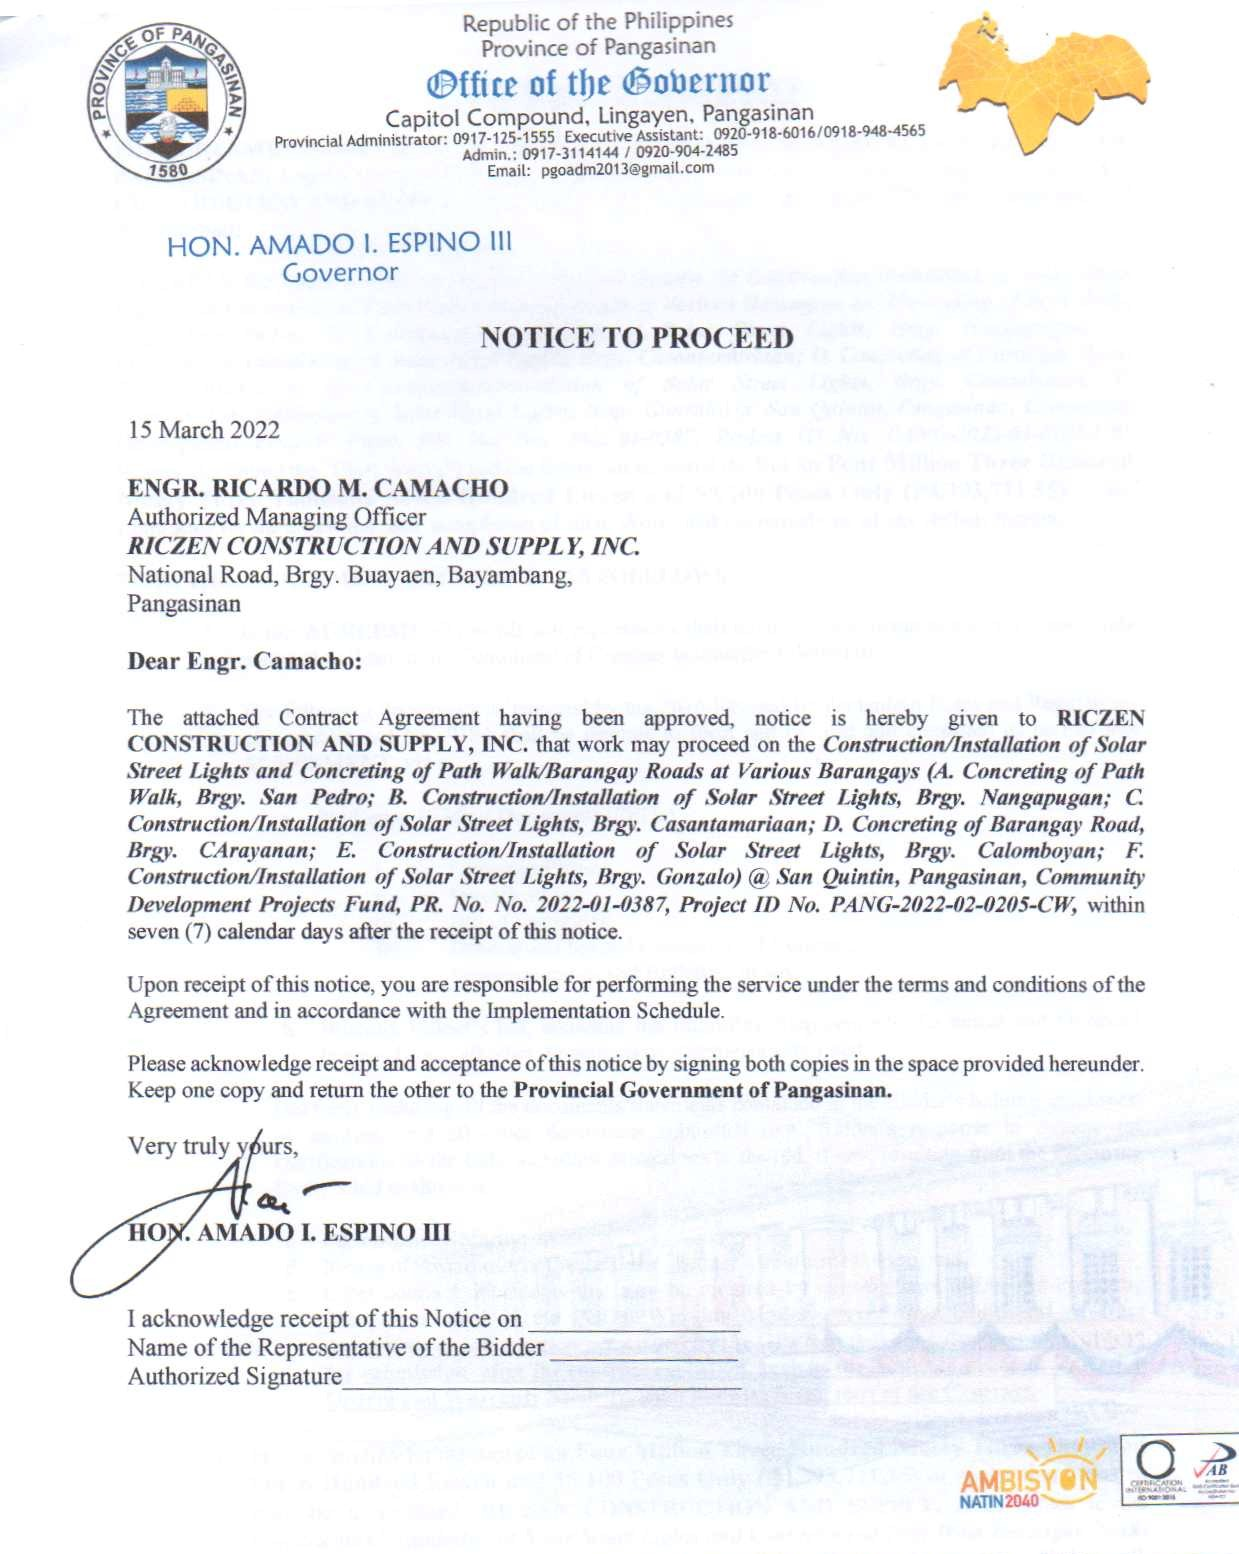 Republic of the Philippines
Province of Pangasinan
Office of the Governor
Capitol Compound, Lingayen, Pangasinan
Provincial Administrator: 0917-125-1555 Executive Assistant: 0920-918-6016/0918-948-4565
Admin.: 0917-3114144 / 0920-904-2485
Email: pgoadm2013@gmail.com
PROVINCE OF PANGASINAN
1580
HON. AMADO I. ESPINO III
Governor
NOTICE TO PROCEED
15 March 2022
ENGR. RICARDO M. CAMACHO
Authorized Managing Officer
RICZEN CONSTRUCTION AND SUPPLY, INC.
National Road, Brgy. Buayaen, Bayambang,
Pangasinan
Dear Engr. Camacho:
The attached Contract Agreement having been approved, notice is hereby given to RICZEN
CONSTRUCTION AND SUPPLY, INC. that work may proceed on the Construction/Installation of Solar
Street Lights and Concreting of Path Walk/Barangay Roads at Various Barangays (A. Concreting of Path
Walk, Brgy. San Pedro; B. Construction/Installation of Solar Street Lights, Brgy. Nangapugan; C.
Construction/Installation of Solar Street Lights, Brgy. Casantamariaan; D. Concreting of Barangay Road,
Brgy. CArayanan; E. Construction/Installation of Solar Street Lights, Brgy. Calomboyan; F.
Construction/Installation of Solar Street Lights, Brgy. Gonzalo) @ San Quintin, Pangasinan, Community
Development Projects Fund, PR. No. No. 2022-01-0387, Project ID No. PANG-2022-02-0205-CW, within
seven (7) calendar days after the receipt of this notice.
Upon receipt of this notice, you are responsible for performing the service under the terms and conditions of the
Agreement and in accordance with the Implementation Schedule.
Please acknowledge receipt and acceptance of this notice by signing both copies in the space provided hereunder.
Keep one copy and return the other to the Provincial Government of Pangasinan.
Very truly yours,
HON. AMADO I. ESPINO III
I acknowledge receipt of this Notice on
Name of the Representative of the Bidder
Authorized Signature
AMBISYON
NATIN 2040
CERTIFICATION
INTERNATIONAL
ISO 9001:2015
PAB